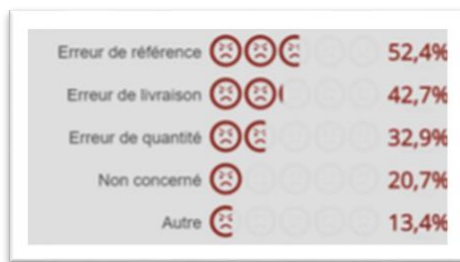 Erreur de référence 52,4%
Erreur de livraison 42,7%
Erreur de quantité 32,9%
Non concerné 20,7%
Autre 13,4%